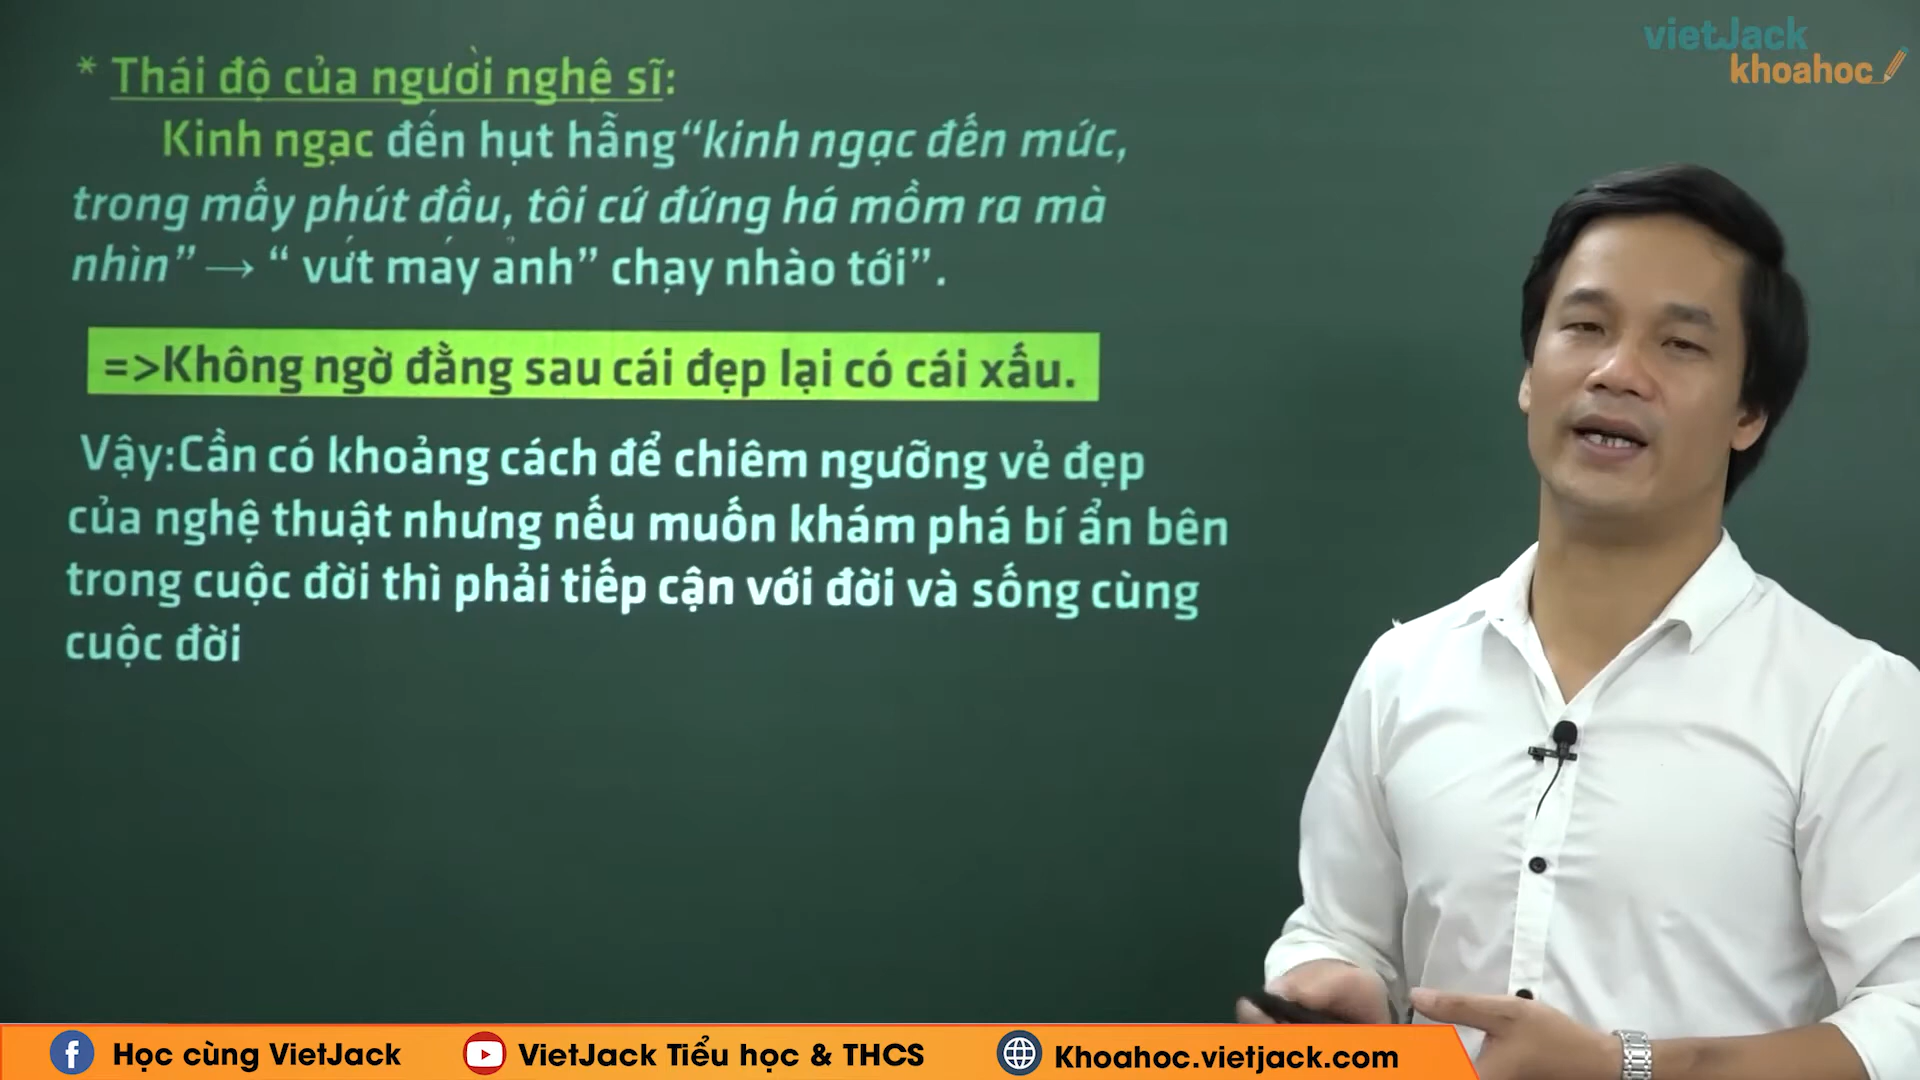 vietJack
khoahoc
* Thái độ của người nghệ sĩ:
Kinh ngạc đến hụt hẫng“kinh ngạc đến mức,
trong mấy phút đầu, tôi cứ đứng há mồm ra mà
nhìn” → “ vứt máy ảnh” chạy nhào tới”.
=>Không ngờ đằng sau cái đẹp lại có cái xấu.
Vậy:Cần có khoảng cách để chiêm ngưỡng vẻ đẹp
của nghệ thuật nhưng nếu muốn khám phá bí ẩn bên
trong cuộc đời thì phải tiếp cận với đời và sống cùng
cuộc đời
Học cùng VietJack
VietJack Tiểu học & THCS
Khoahoc.vietjack.com